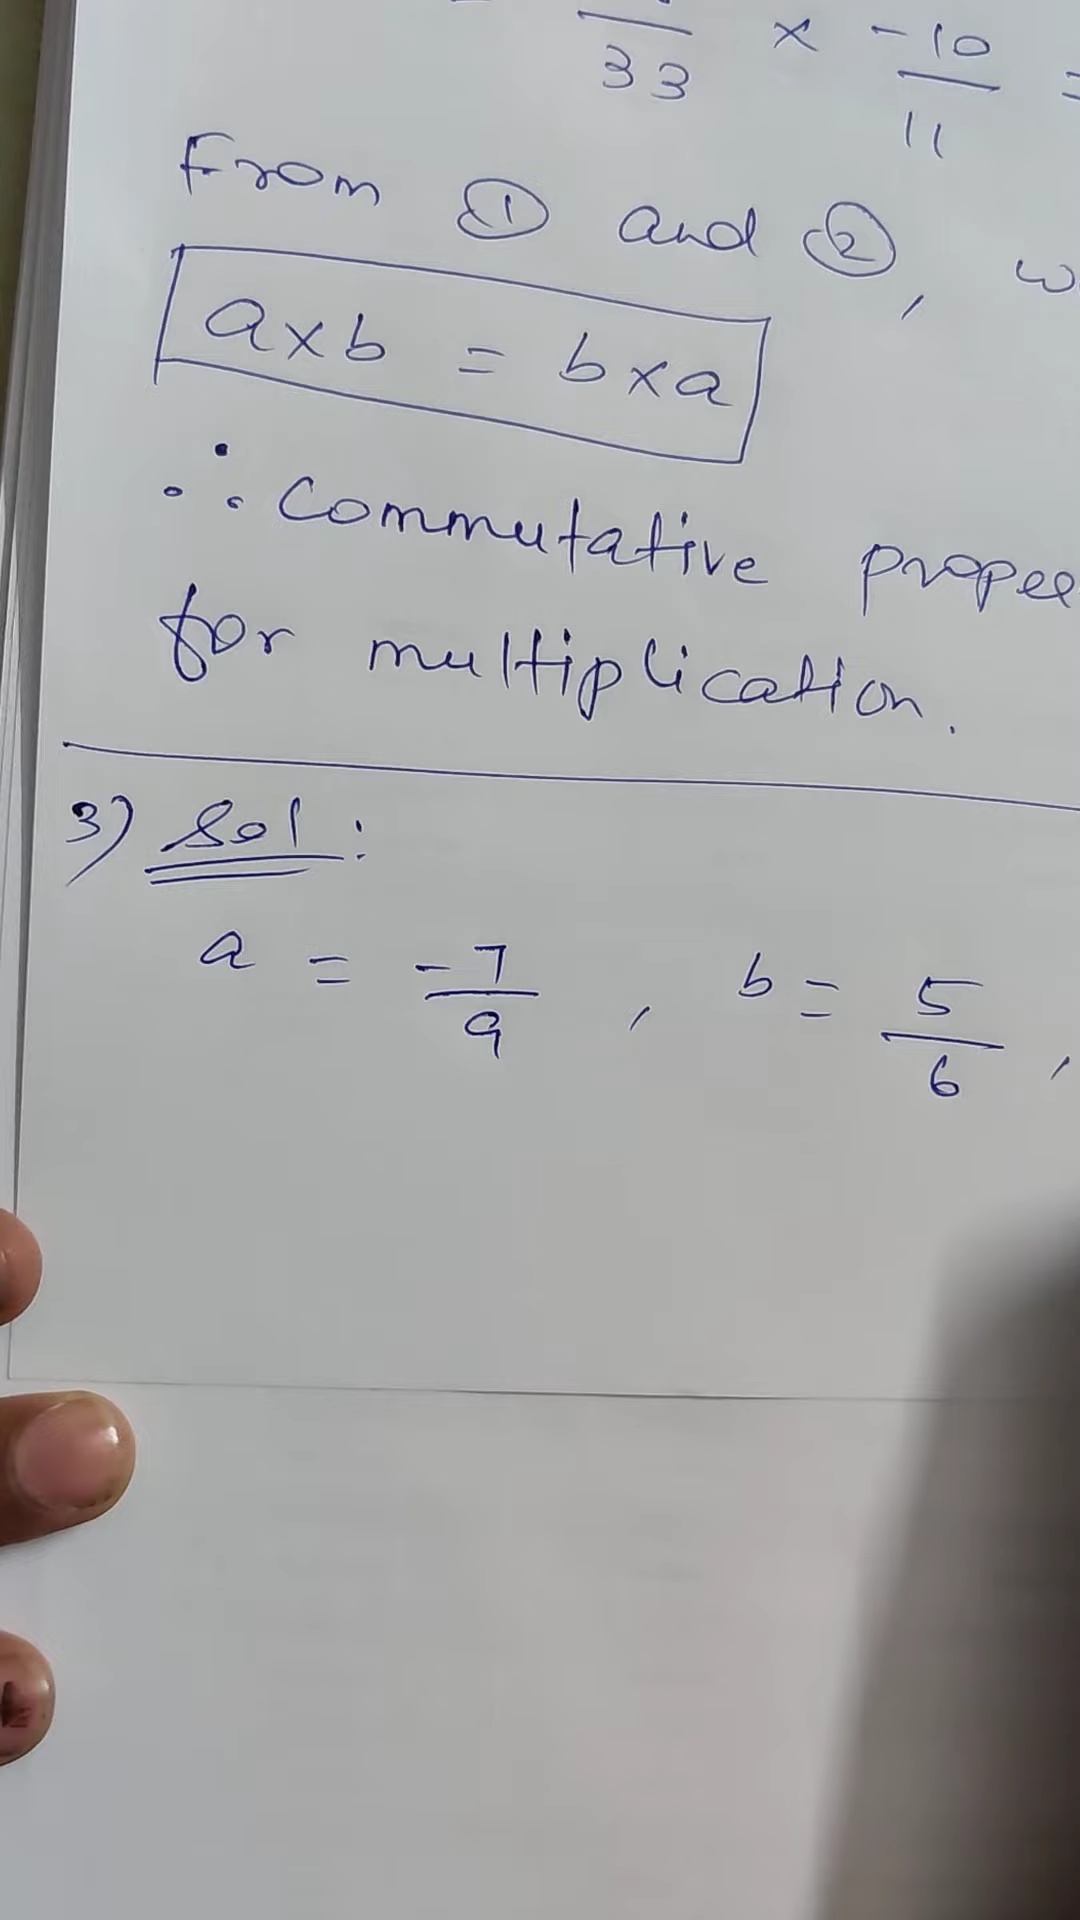 33 × -10/11 =
From ① and ②,
a×b = b×a
∴ Commutative
for multiplication.
3) Sol :
a = -7/9 , b = 5/6 ,